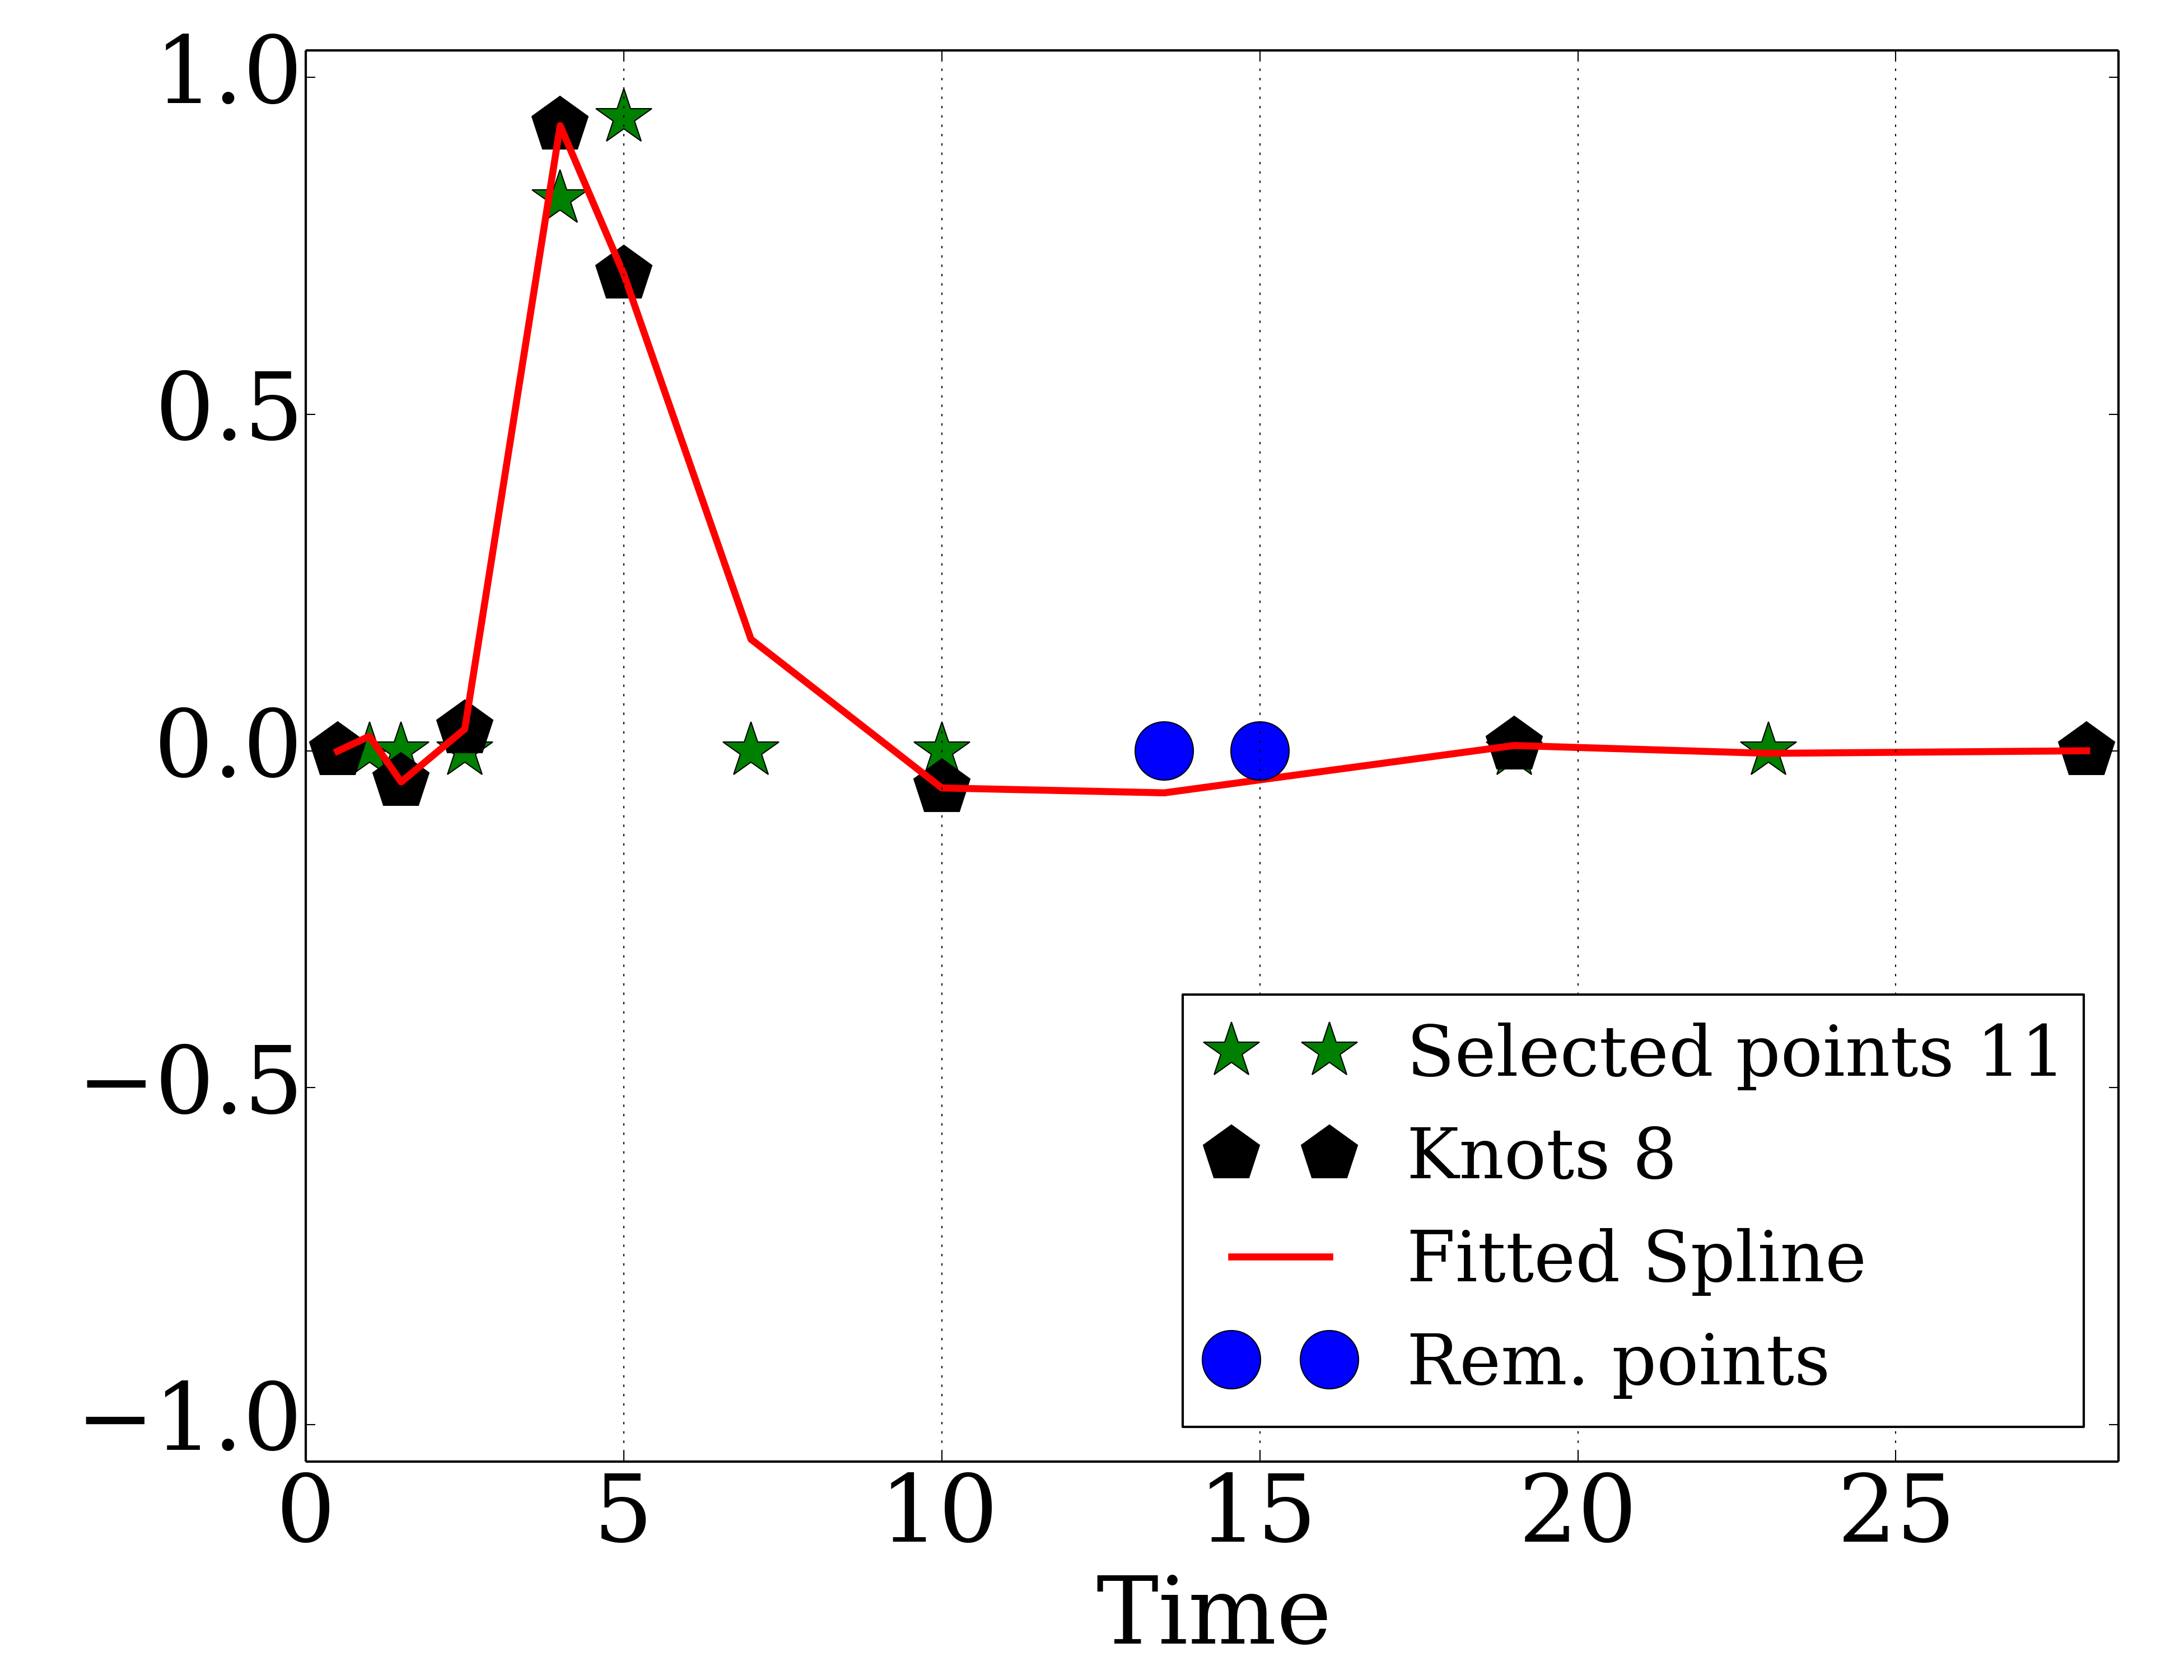 1.0
0.5
0.0
−0.5
−1.0
0 5 10 15 20 25
Time
Selected points 11
Knots 8
Fitted Spline
Rem. points